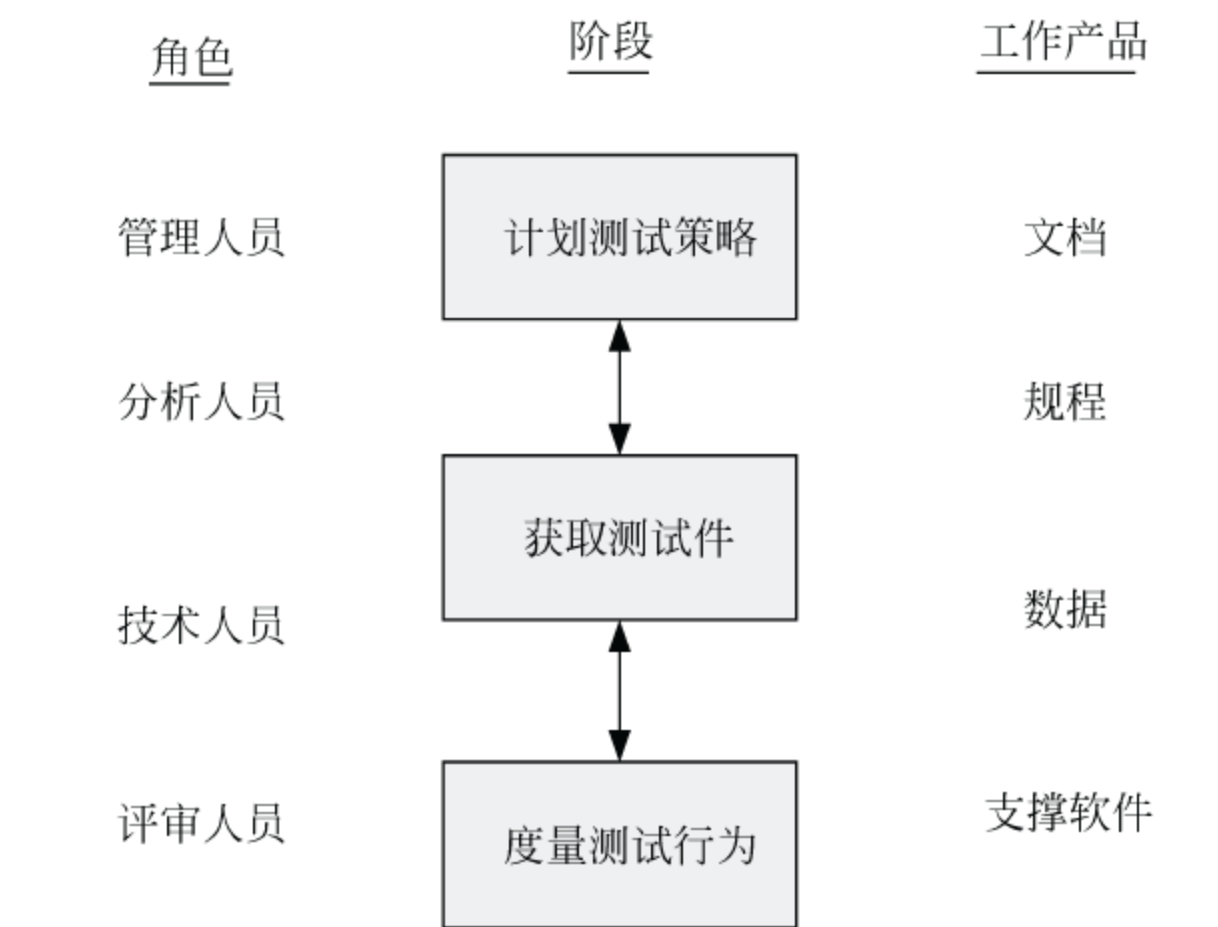 角色
阶段
工作产品
管理人员
计划测试策略
文档
分析人员
规程
获取测试件
技术人员
数据
评审人员
度量测试行为
支撑软件